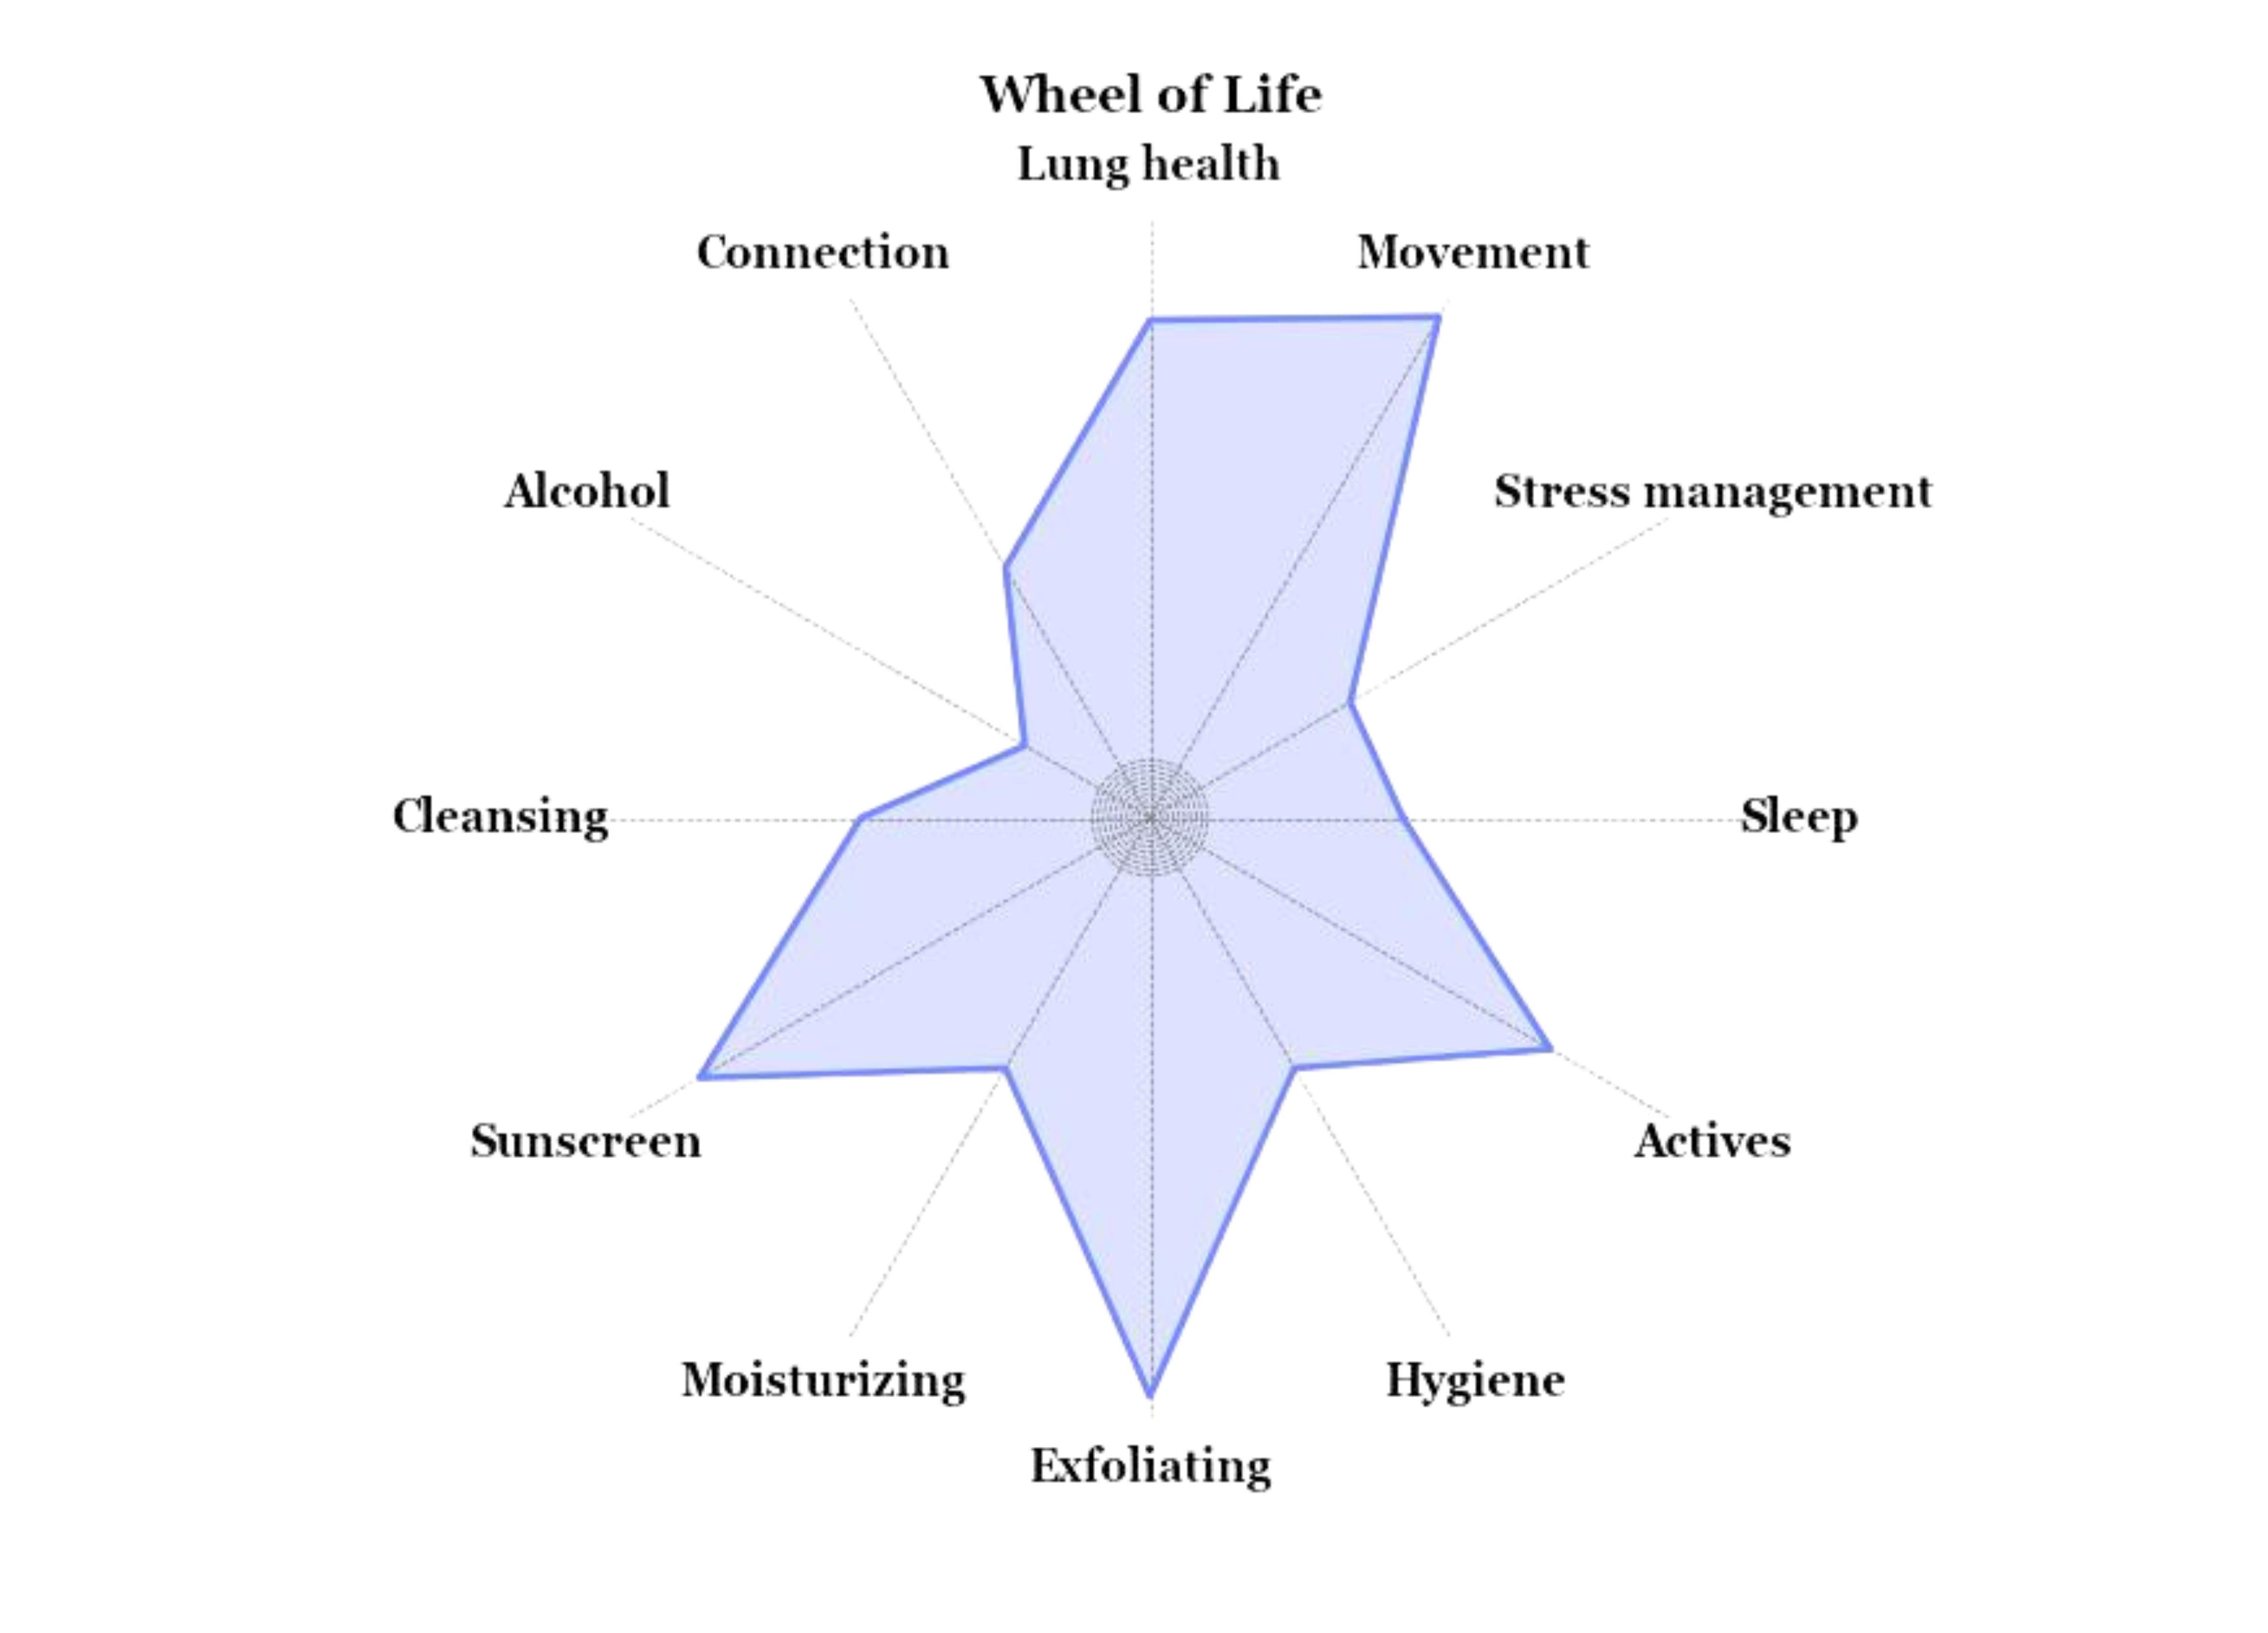 Wheel of Life
Lung health
Connection
Movement
Alcohol
Stress management
Cleansing
Sleep
Sunscreen
Actives
Moisturizing
Hygiene
Exfoliating